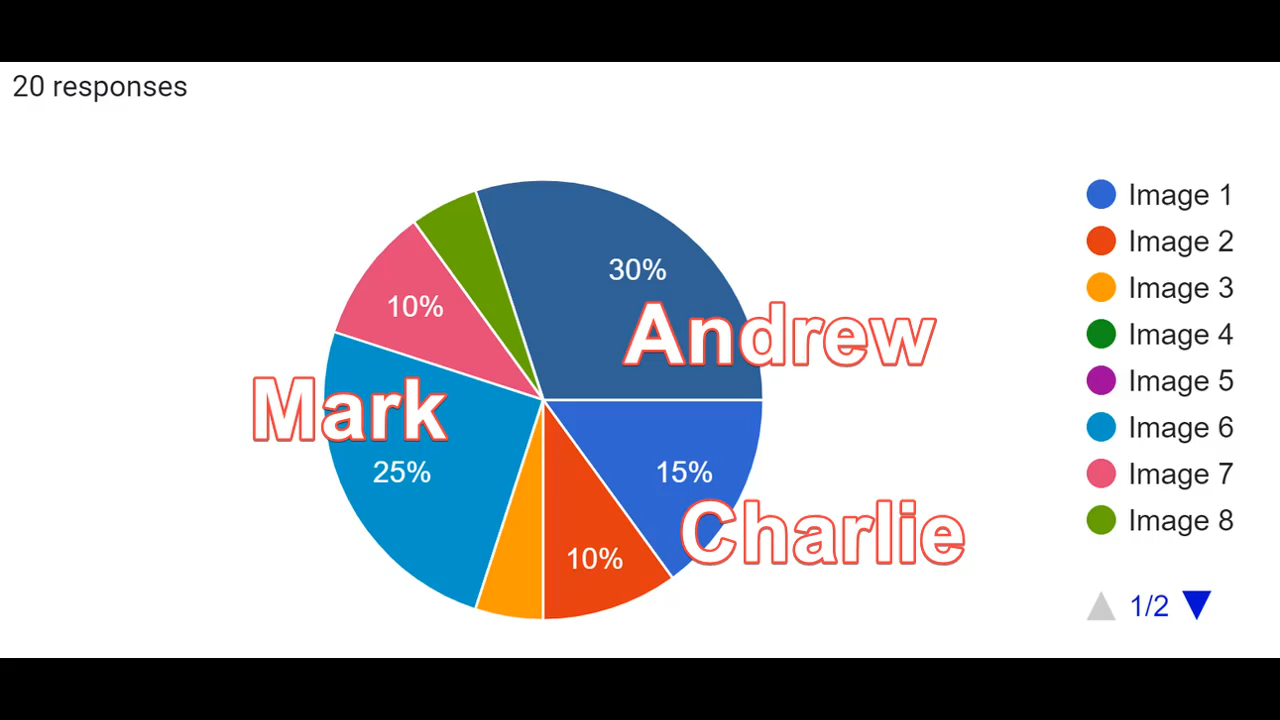 20 responses
30%
Andrew
10%
Mark
25%
15%
Charlie
10%
Image 1
Image 2
Image 3
Image 4
Image 5
Image 6
Image 7
Image 8
1/2